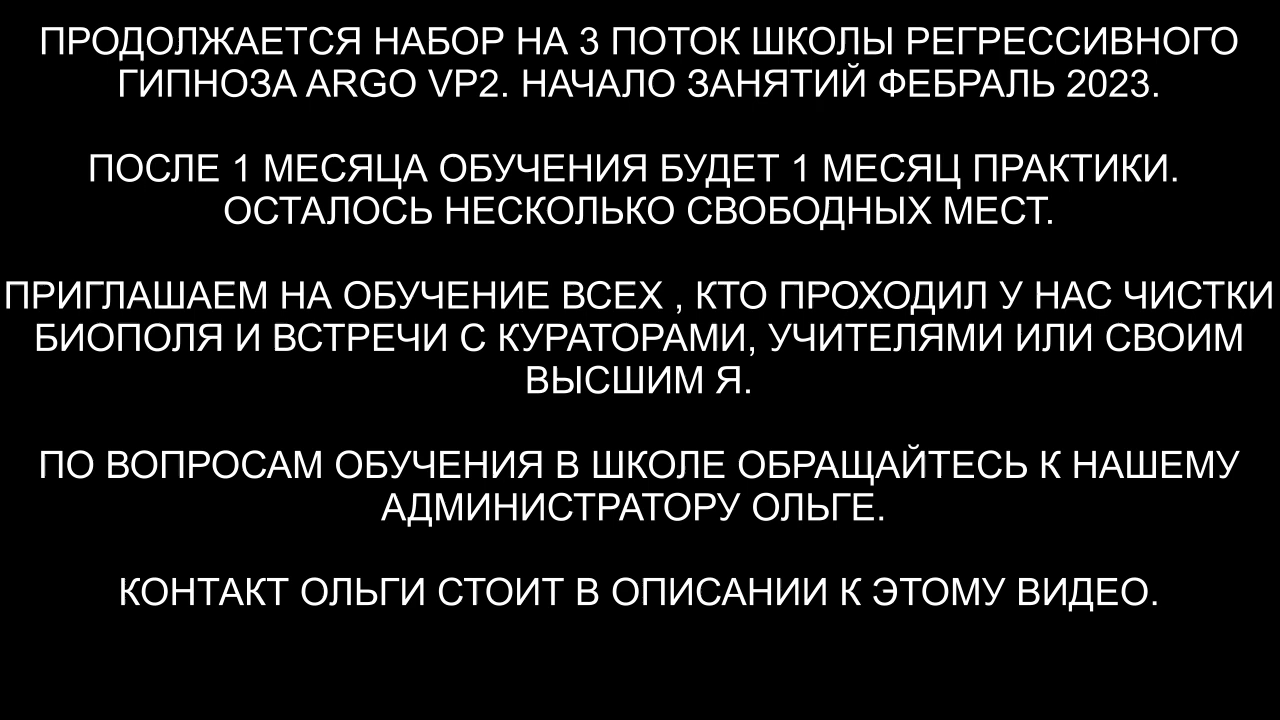 ПРОДОЛЖАЕТСЯ НАБОР НА 3 ПОТОК ШКОЛЫ РЕГРЕССИВНОГО
ГИПНОЗА ARGO VP2. НАЧАЛО ЗАНЯТИЙ ФЕБРАЛЬ 2023.
ПОСЛЕ 1 МЕСЯЦА ОБУЧЕНИЯ БУДЕТ 1 МЕСЯЦ ПРАКТИКИ.
ОСТАЛОСЬ НЕСКОЛЬКО СВОБОДНЫХ МЕСТ.
ПРИГЛАШАЕМ НА ОБУЧЕНИЕ ВСЕХ , КТО ПРОХОДИЛ У НАС ЧИСТКИ
БИОПОЛЯ И ВСТРЕЧИ С КУРАТОРАМИ, УЧИТЕЛЯМИ ИЛИ СВОИМ
ВЫСШИМ Я.
ПО ВОПРОСАМ ОБУЧЕНИЯ В ШКОЛЕ ОБРАЩАЙТЕСЬ К НАШЕМУ
АДМИНИСТРАТОРУ ОЛЬГЕ.
КОНТАКТ ОЛЬГИ СТОИТ В ОПИСАНИИ К ЭТОМУ ВИДЕО.